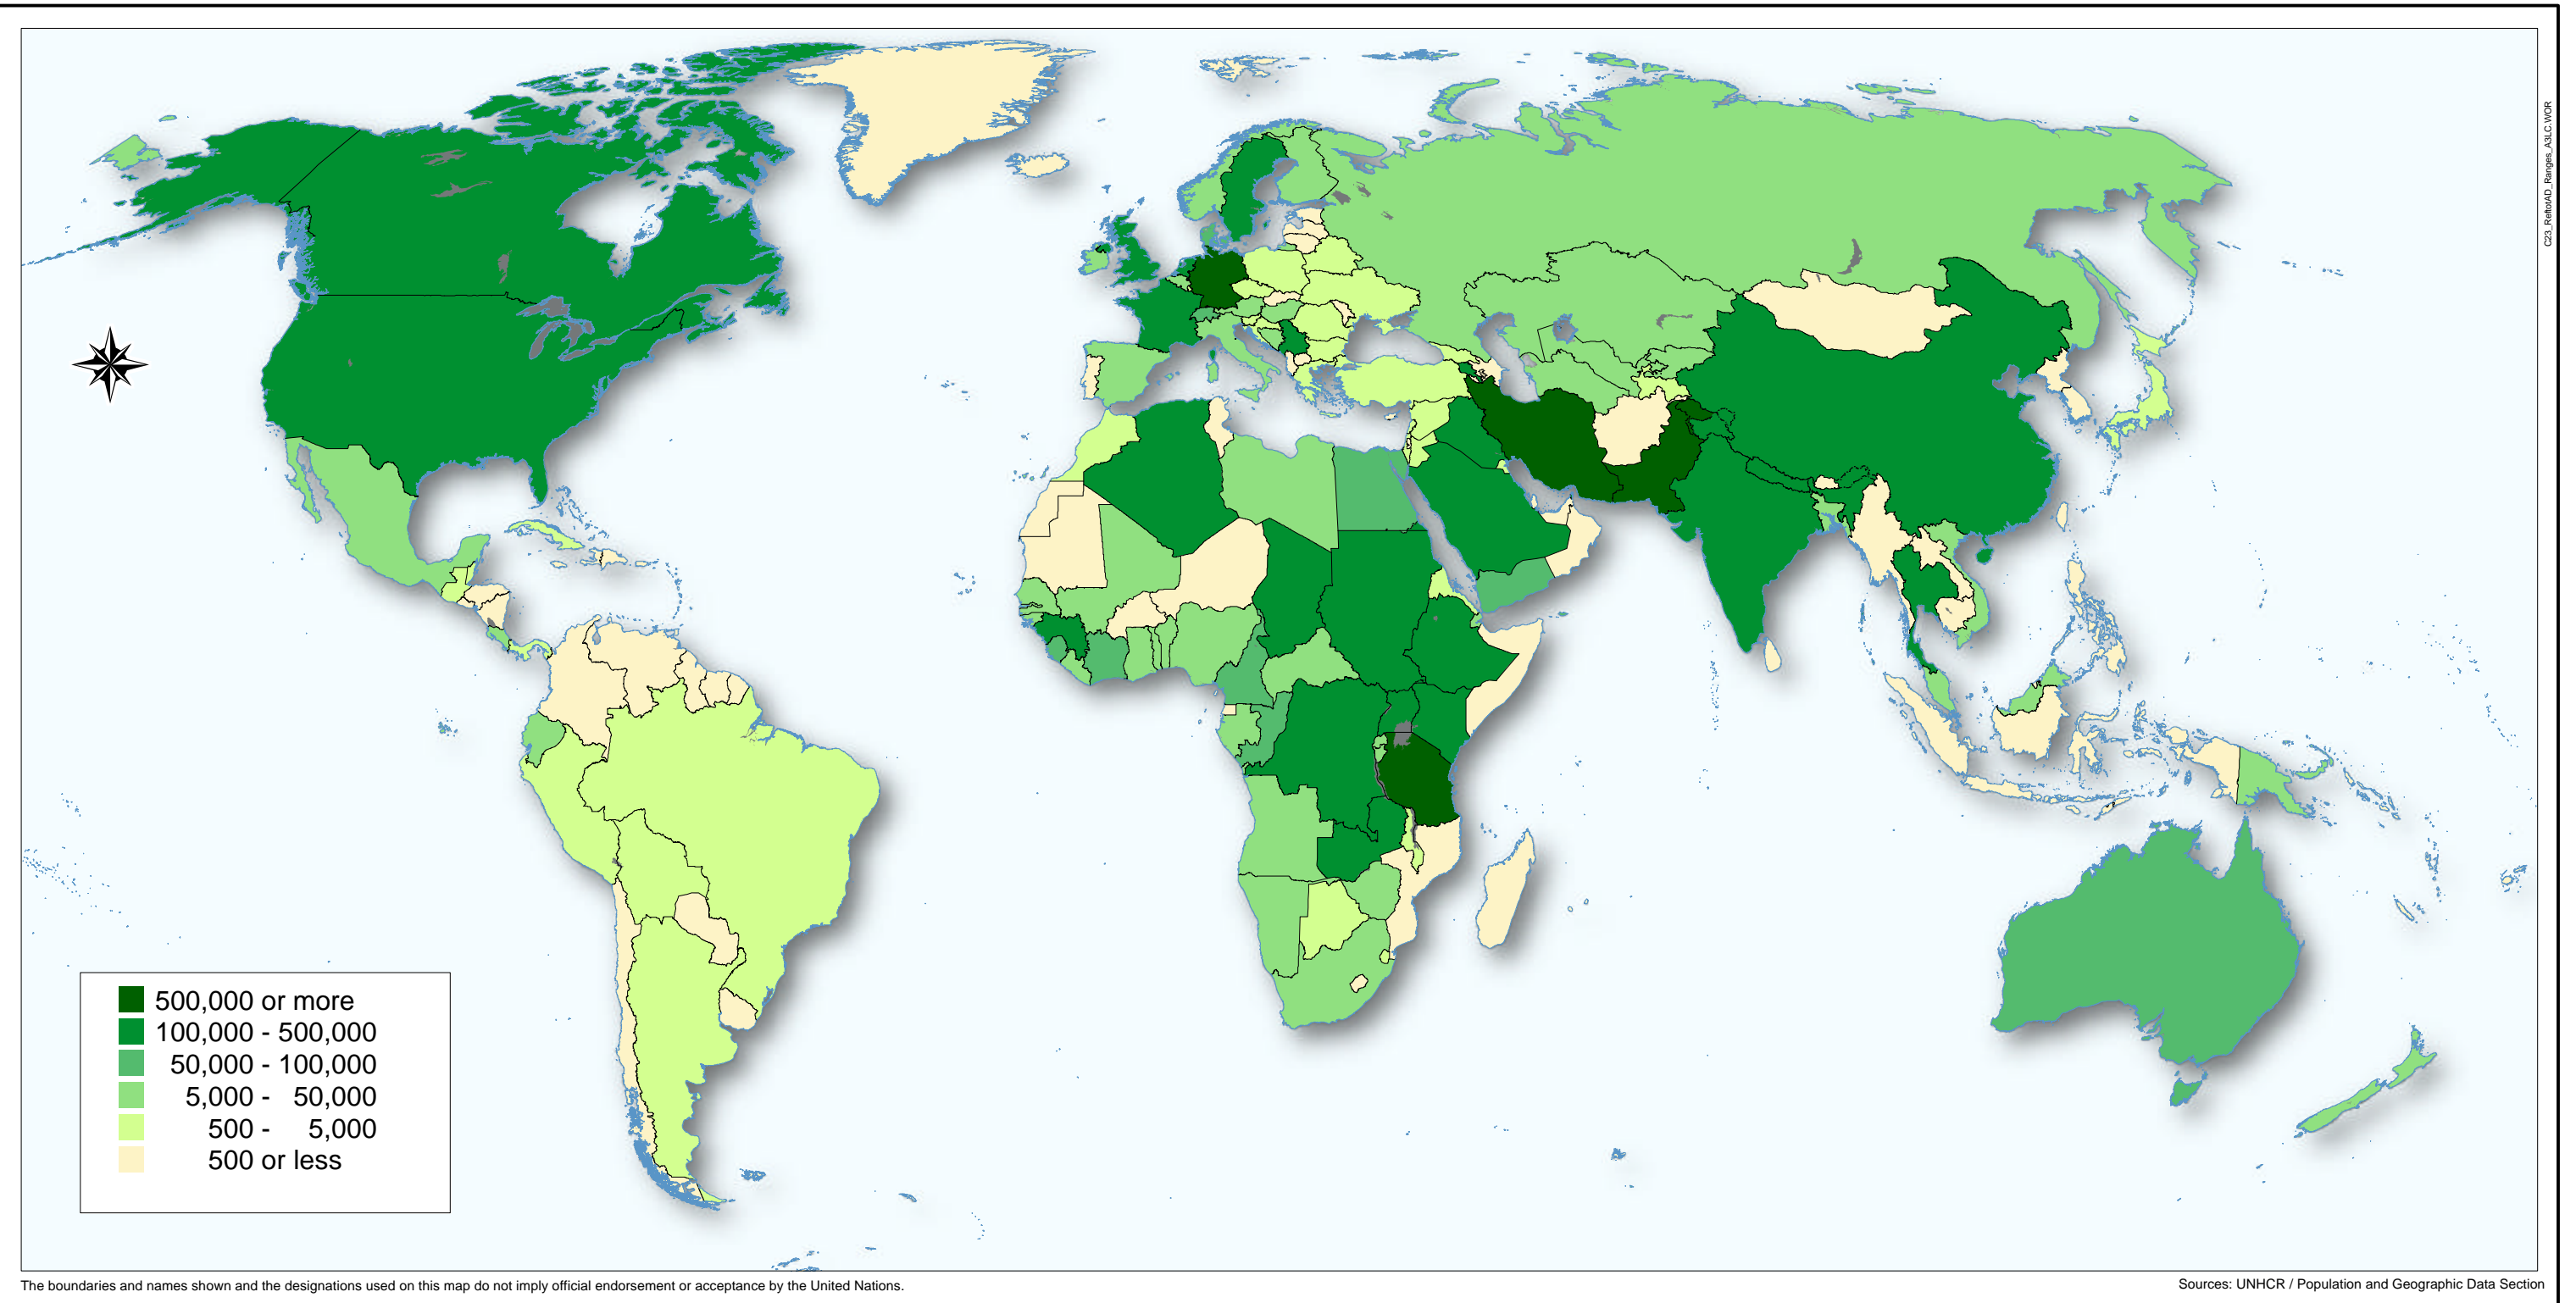 C23_ReftotAD_Ranges_A3LC.WOR
500,000 or more
100,000 - 500,000
50,000 - 100,000
5,000 - 50,000
500 - 5,000
500 or less
The boundaries and names shown and the designations used on this map do not imply official endorsement or acceptance by the United Nations.
Sources: UNHCR / Population and Geographic Data Section